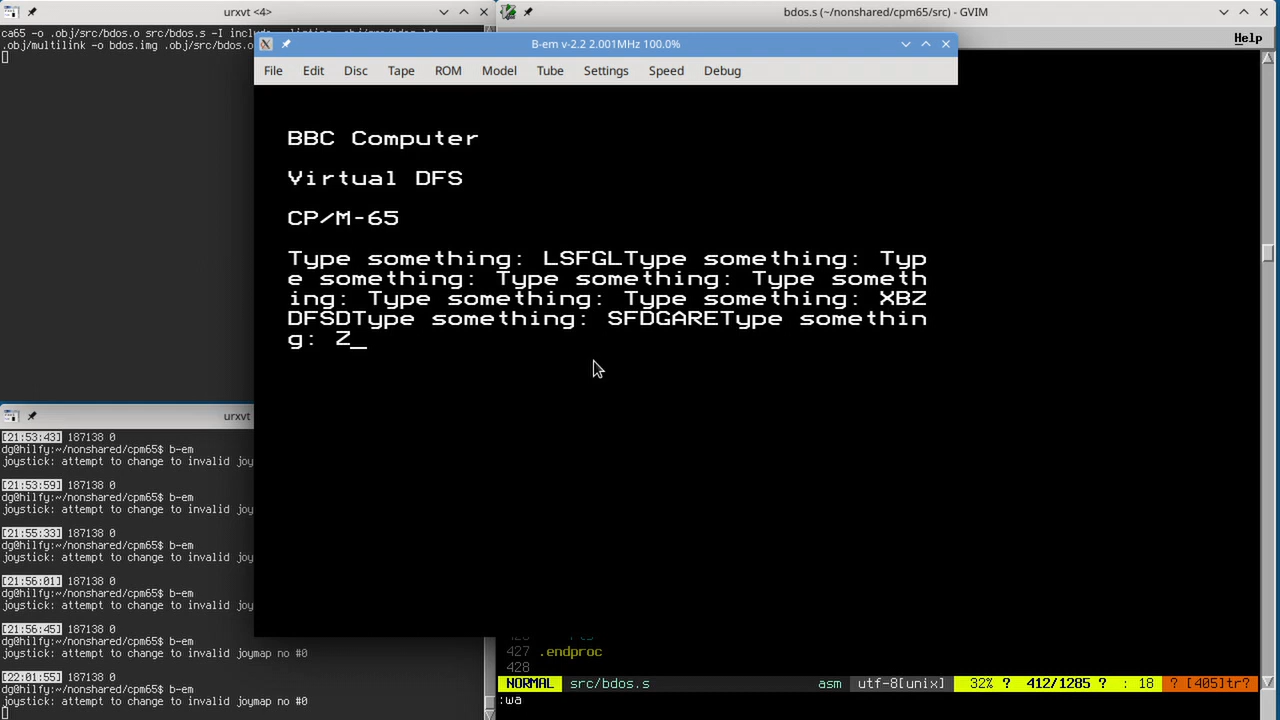 urxvt <4>
bdos.s (~/nonshared/cpm65/src) - GVIM
ca65 -o .obj/src/bdos.o src/bdos.s -I include
.obj/multilink -o bdos.img .obj/src/bdos.o
Help
B-em v-2.2 2.001MHz 100.0%
File Edit Disc Tape ROM Model Tube Settings Speed Debug
BBC Computer
Virtual DFS
CP/M-65
Type something: LSFGLType something: Typ
e something: Type something: Type someth
ing: Type something: Type something: XBZ
DFSDType something: SFDGAREType somethin
g: Z_
urxvt
[21:53:43] 187138 0
dg@hilfy:~/nonshared/cpm65$ b-em
joystick: attempt to change to invalid joy
[21:53:59] 187138 0
dg@hilfy:~/nonshared/cpm65$ b-em
joystick: attempt to change to invalid joy
[21:55:33] 187138 0
dg@hilfy:~/nonshared/cpm65$ b-em
joystick: attempt to change to invalid joy
[21:56:01] 187138 0
dg@hilfy:~/nonshared/cpm65$ b-em
joystick: attempt to change to invalid joy
[21:56:45] 187138 0
dg@hilfy:~/nonshared/cpm65$ b-em
joystick: attempt to change to invalid joymap no #0
[22:01:55] 187138 0
dg@hilfy:~/nonshared/cpm65$ b-em
joystick: attempt to change to invalid joymap no #0
427 .endproc
428
NORMAL src/bdos.s asm utf-8[unix] 32% ? 412/1285 ? : 18 ? [405]tr?
:wa